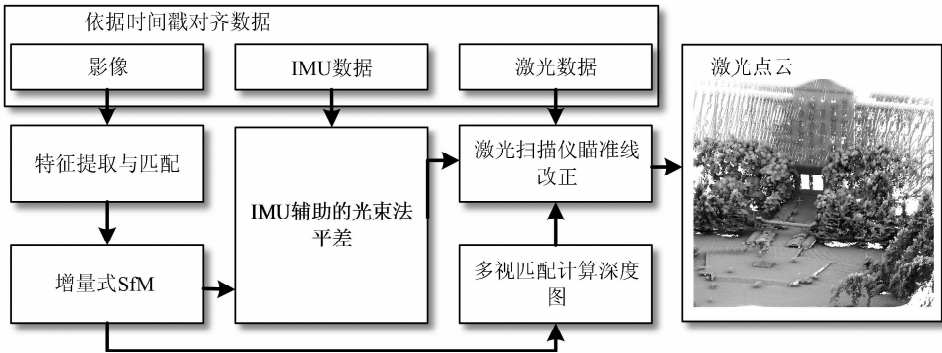 依据时间戳对齐数据
影像
IMU数据
激光数据
激光点云
特征提取与匹配
IMU辅助的光束法
平差
激光扫描仪瞄准线
改正
增量式SfM
多视匹配计算深度
图